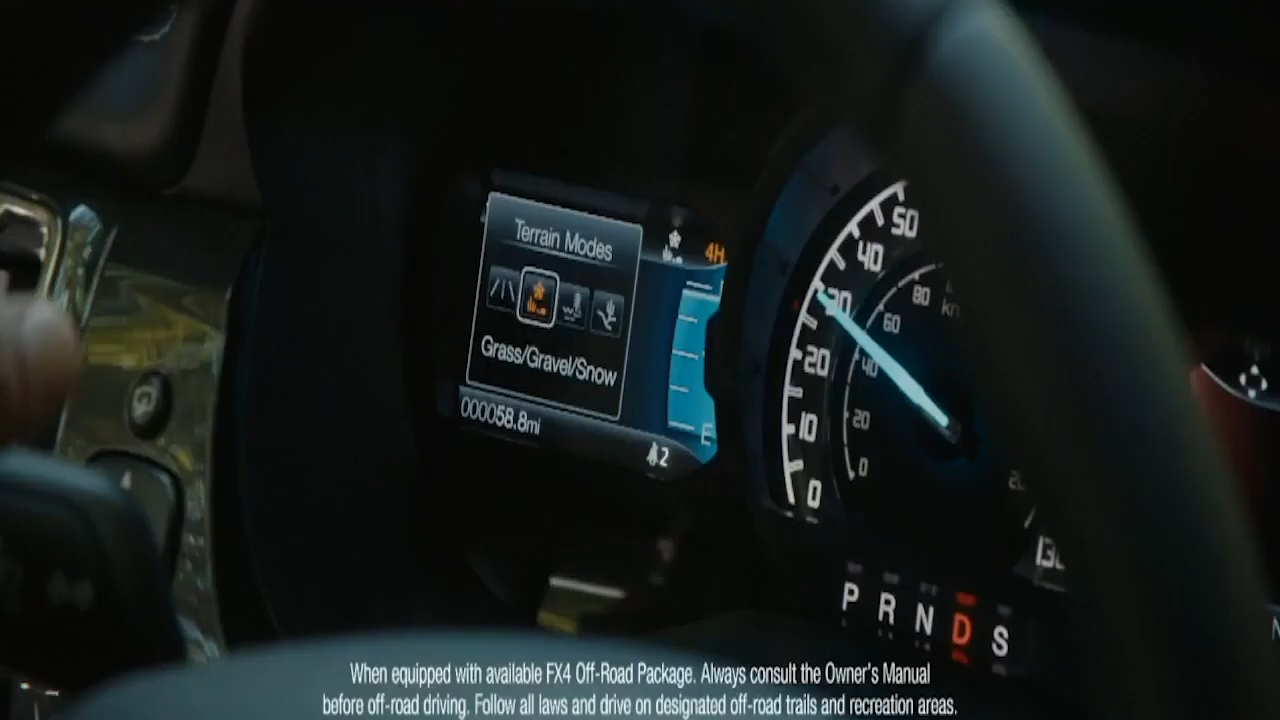 Terrain Modes
4H
Grass/Gravel/Snow
000058.8mi
E
2
50
40
30
20
10
0
80
60
40
20
0
P R N D S
When equipped with available FX4 Off-Road Package. Always consult the Owner's Manual
before off-road driving. Follow all laws and drive on designated off-road trails and recreation areas.